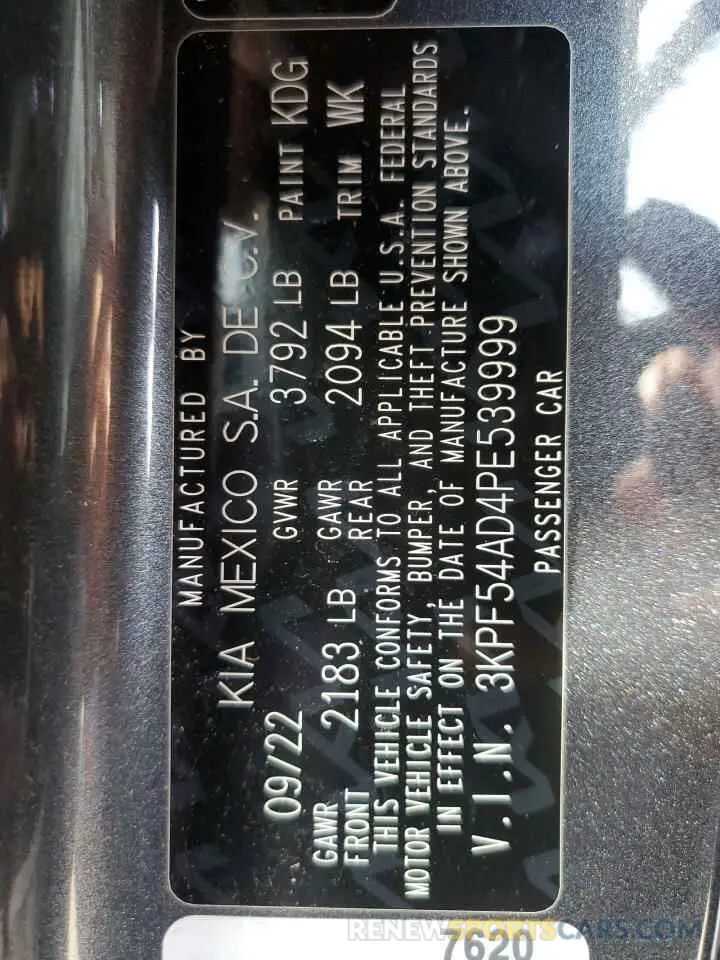 MANUFACTURED BY
KIA MEXICO S.A. DE C.V.
09/22 GVWR 3792 LB PAINT KDG
GAWR FRONT 2183 LB GAWR REAR 2094 LB TRIM WK
THIS VEHICLE CONFORMS TO ALL APPLICABLE U.S.A. FEDERAL
MOTOR VEHICLE SAFETY, BUMPER, AND THEFT PREVENTION STANDARDS
IN EFFECT ON THE DATE OF MANUFACTURE SHOWN ABOVE.
V.I.N. 3KPF54AD4PE539999
PASSENGER CAR
7620
RENEWSPORTSCARS.COM